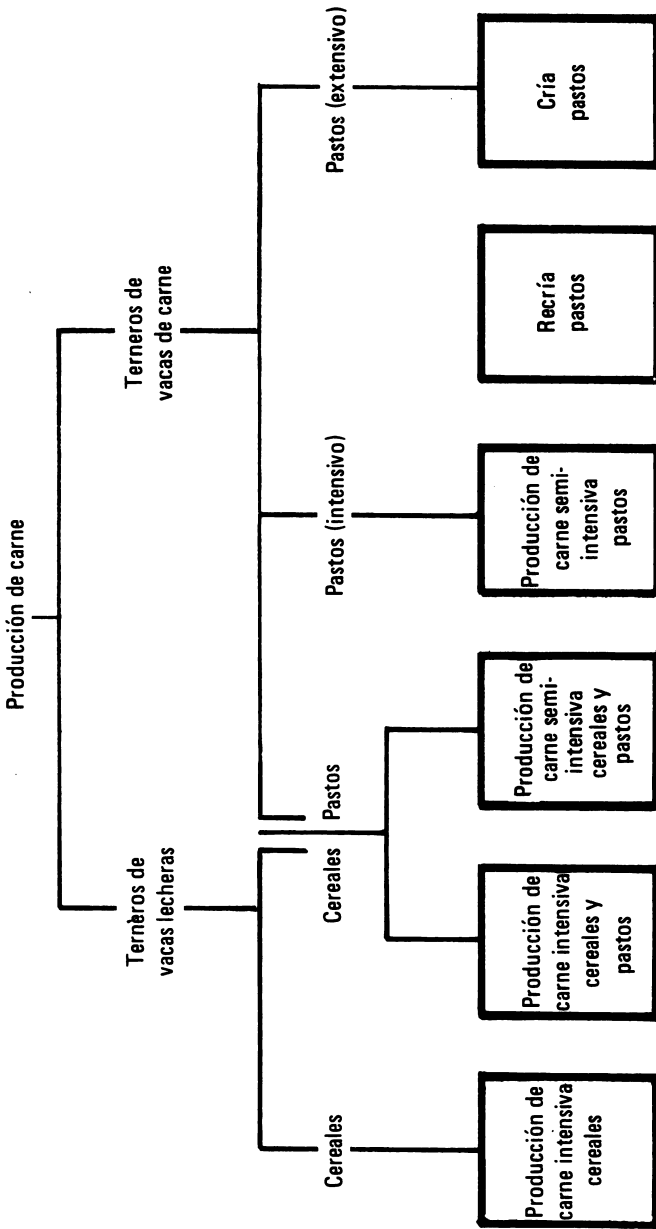 Producción de carne
Terneros de
vacas lecheras
Terneros de
vacas de carne
Cereales
Cereales
Pastos
Pastos (intensivo)
Pastos (extensivo)
Producción de
carne intensiva
cereales
Producción de
carne intensiva
cereales y
pastos
Producción de
carne semi-
intensiva
cereales y
pastos
Producción de
carne semi-
intensiva
pastos
Recría
pastos
Cría
pastos